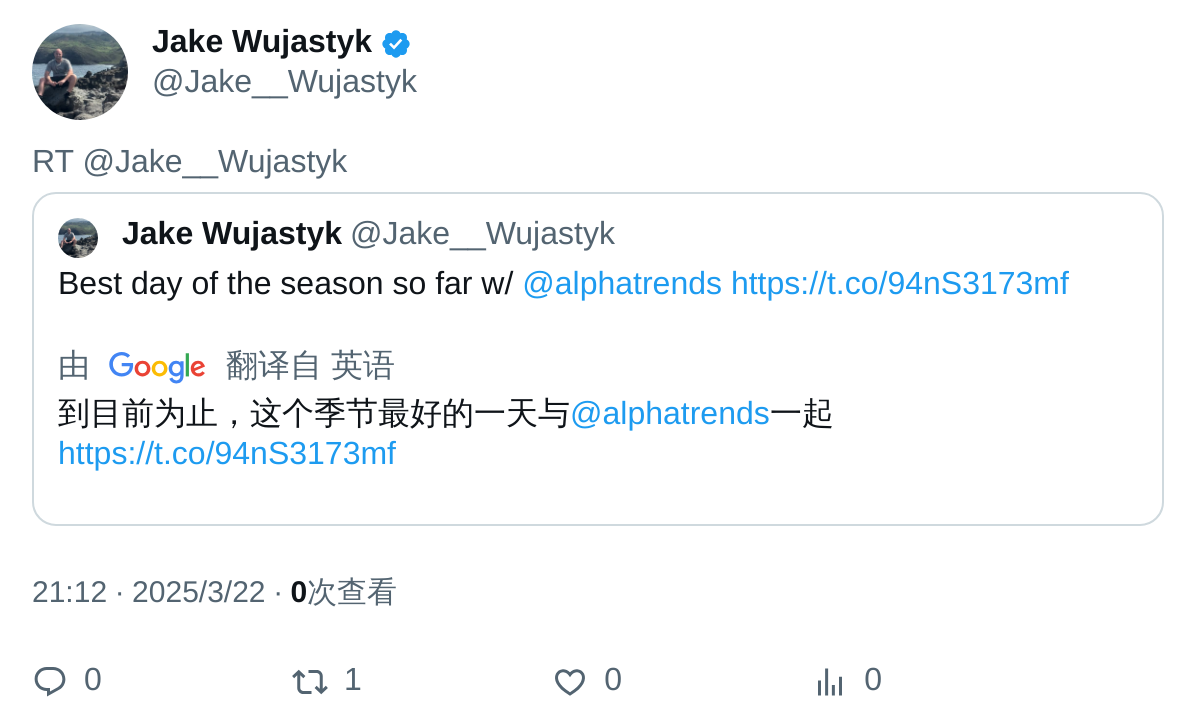 Jake Wujastyk
@Jake__Wujastyk
RT @Jake__Wujastyk
Jake Wujastyk @Jake__Wujastyk
Best day of the season so far w/ @alphatrends https://t.co/94nS3173mf
由 Google 翻译自 英语
到目前为止，这个季节最好的一天与@alphatrends一起
https://t.co/94nS3173mf
21:12 · 2025/3/22 · 0次查看
0 1 0 0